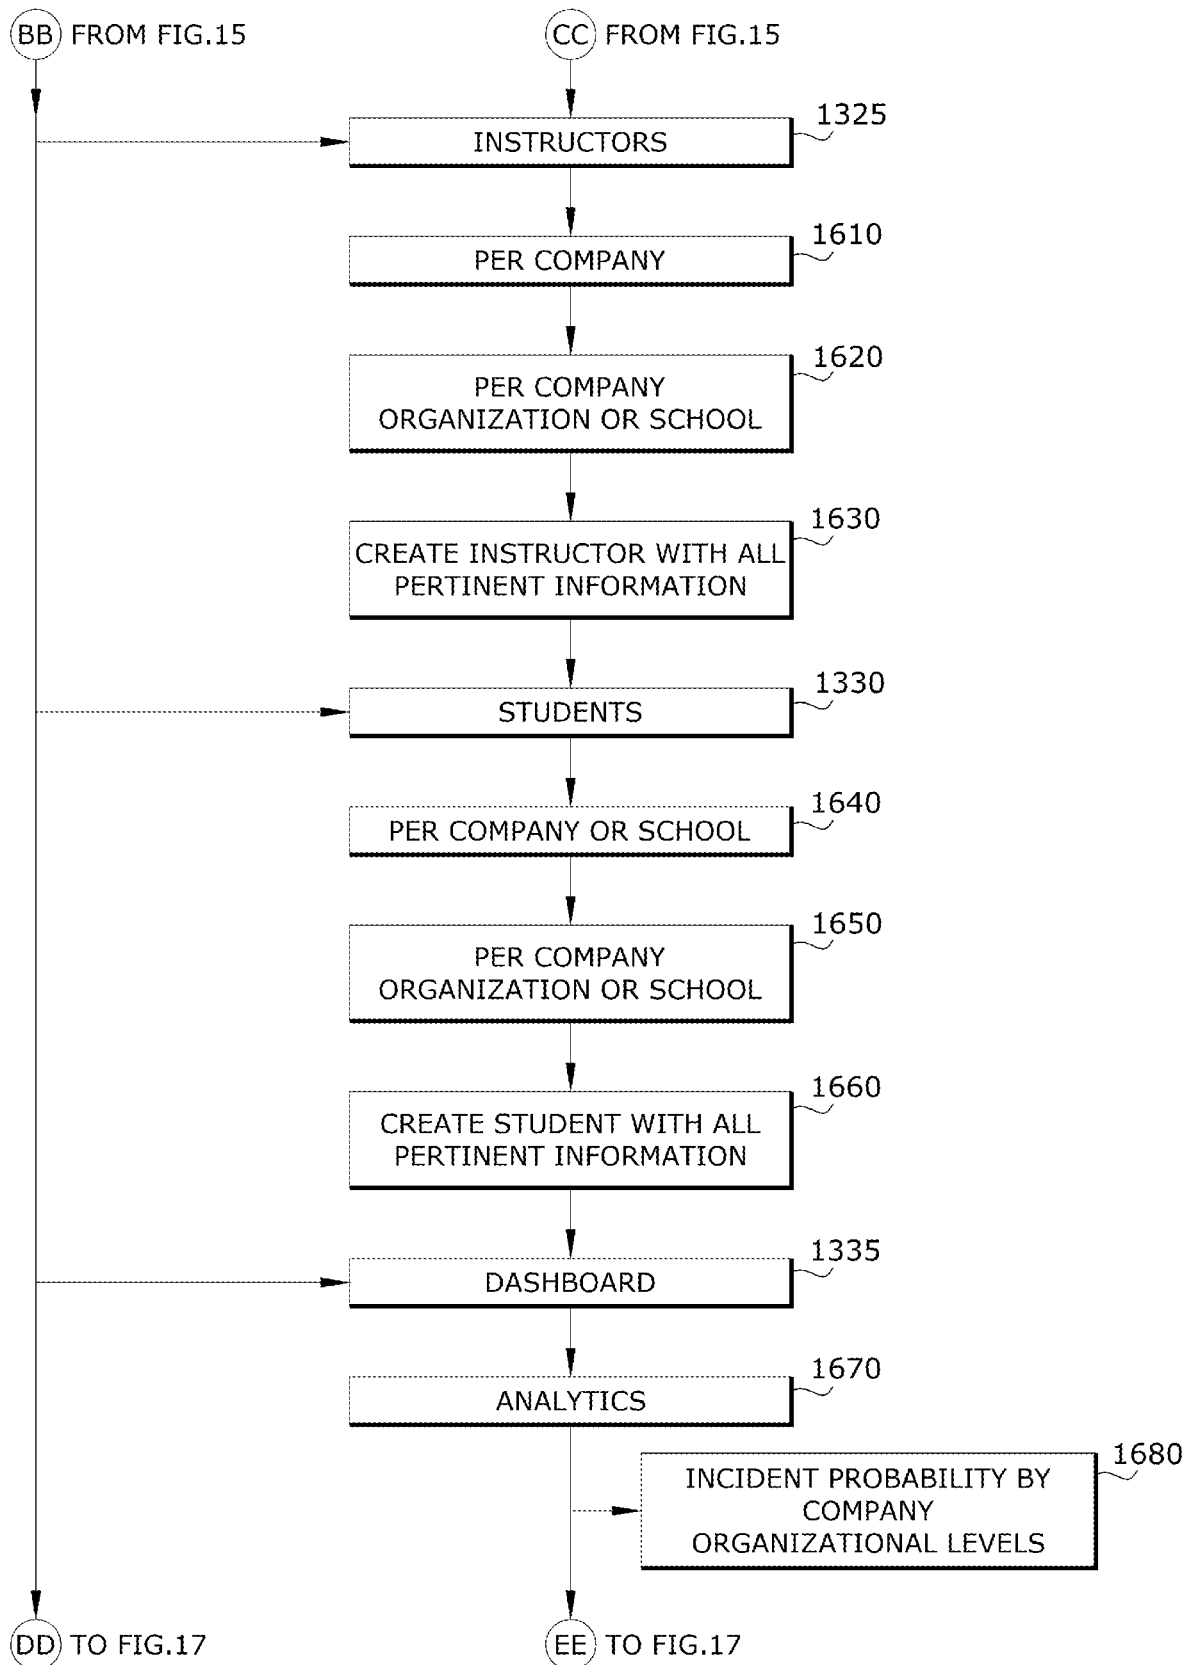 BB FROM FIG.15
CC FROM FIG.15
1325
INSTRUCTORS
1610
PER COMPANY
1620
PER COMPANY
ORGANIZATION OR SCHOOL
1630
CREATE INSTRUCTOR WITH ALL
PERTINENT INFORMATION
1330
STUDENTS
1640
PER COMPANY OR SCHOOL
1650
PER COMPANY
ORGANIZATION OR SCHOOL
1660
CREATE STUDENT WITH ALL
PERTINENT INFORMATION
1335
DASHBOARD
1670
ANALYTICS
1680
INCIDENT PROBABILITY BY
COMPANY
ORGANIZATIONAL LEVELS
DD TO FIG.17
EE TO FIG.17